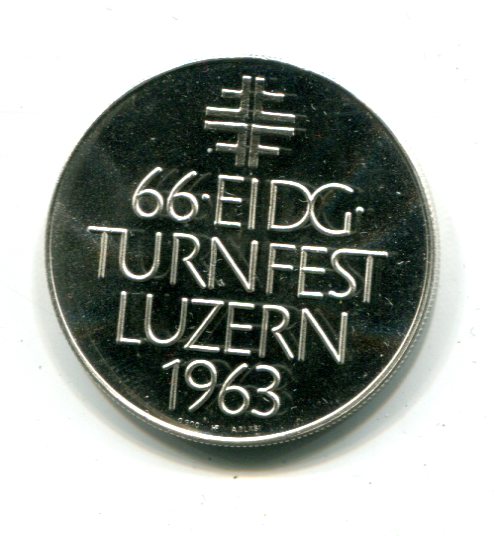 66·EIDG·
TURNFEST
LUZERN
1963